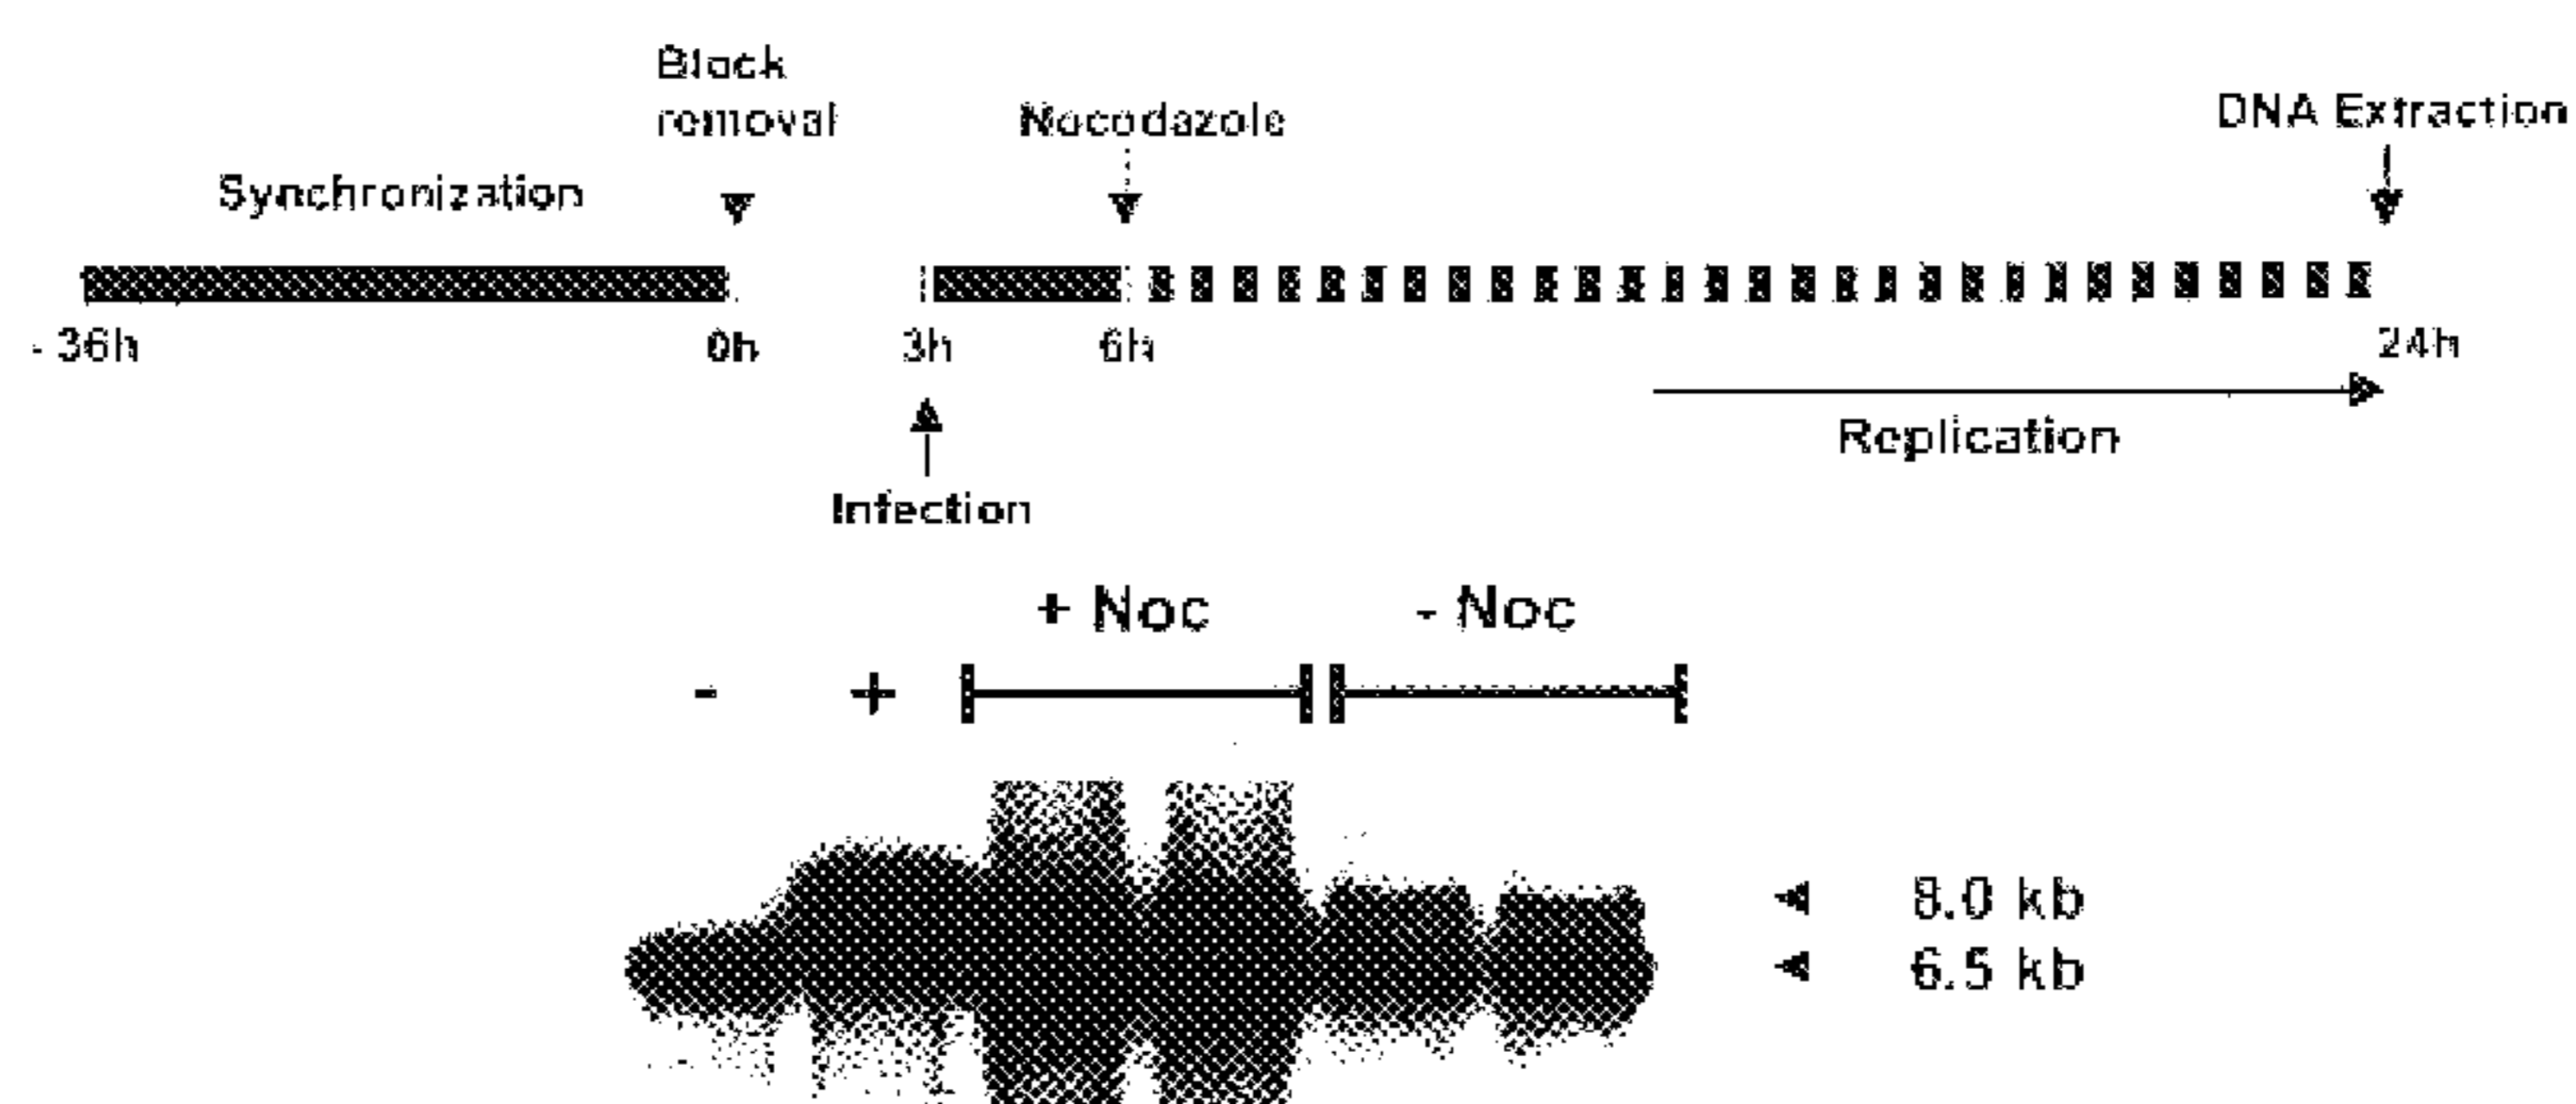 Block
removal
Nocodazole
DNA Extraction
Synchronization
- 36h
0h
3h
6h
24h
Replication
Infection
+ Noc
- Noc
-
+
8.0 kb
6.5 kb